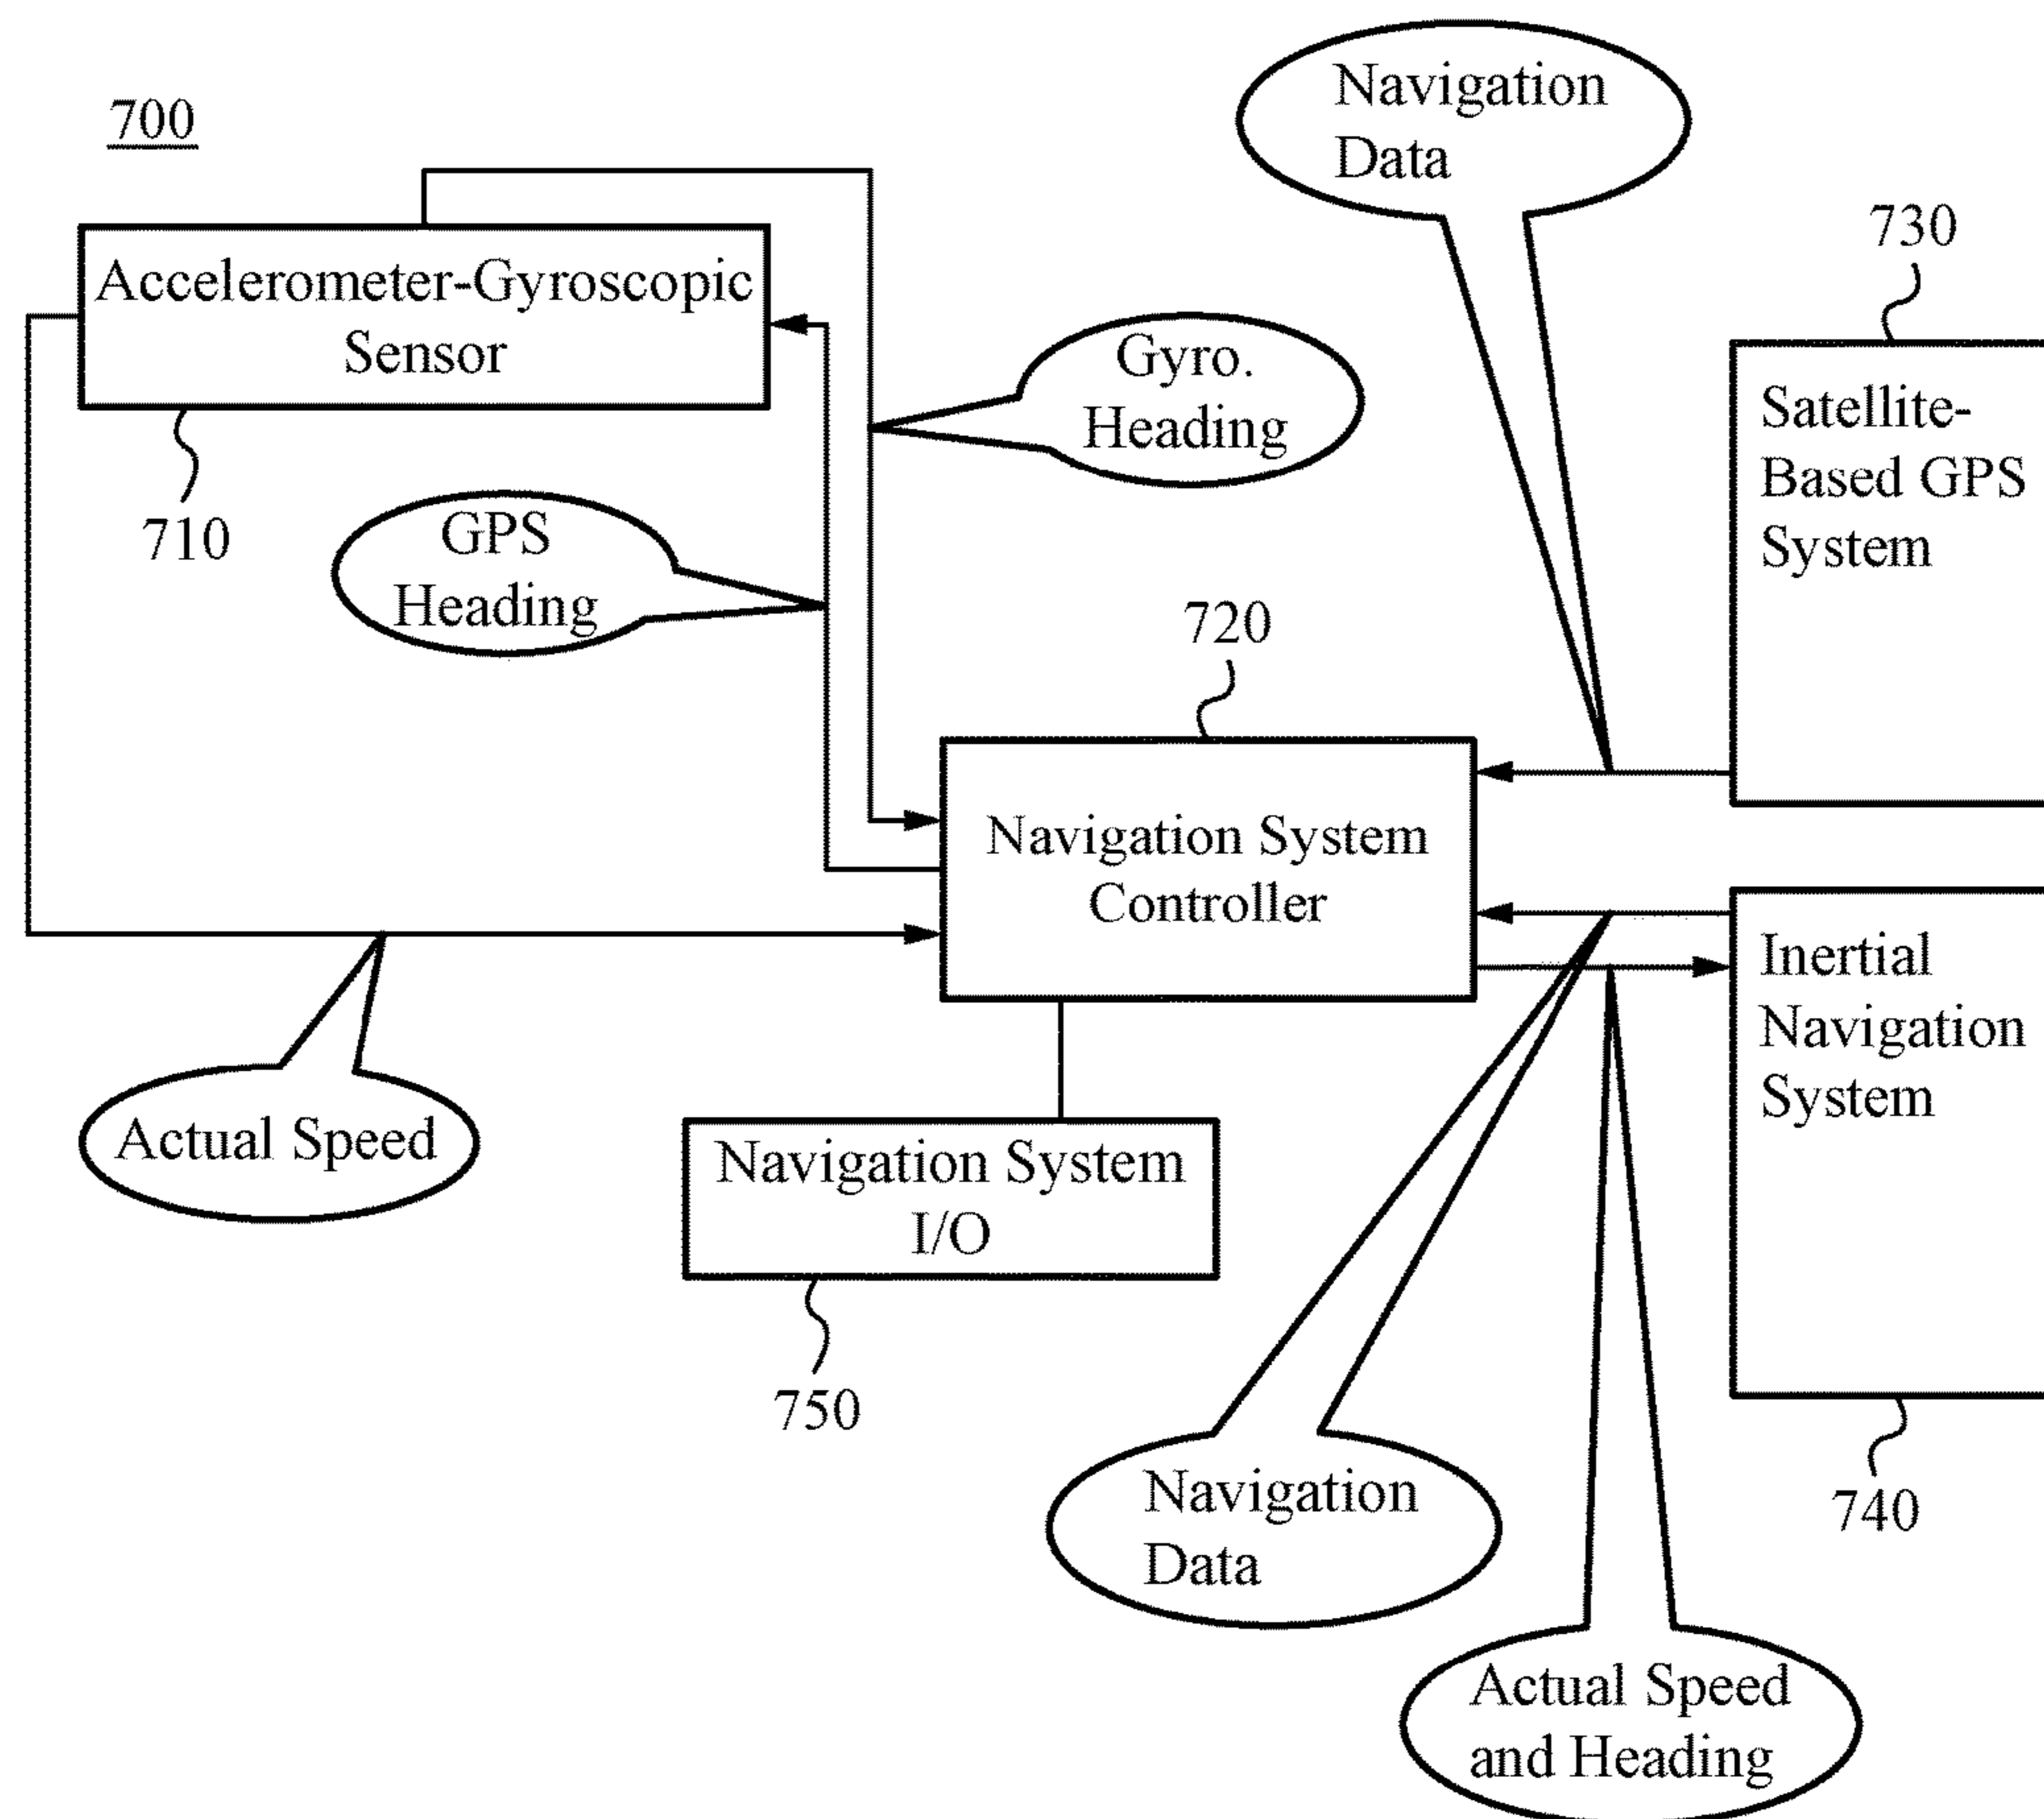 700
Navigation
Data
730
Accelerometer-Gyroscopic
Sensor
710
Gyro.
Heading
GPS
Heading
Satellite-
Based GPS
System
720
Navigation System
Controller
Inertial
Navigation
System
Actual Speed
Navigation System
I/O
750
Navigation
Data
740
Actual Speed
and Heading